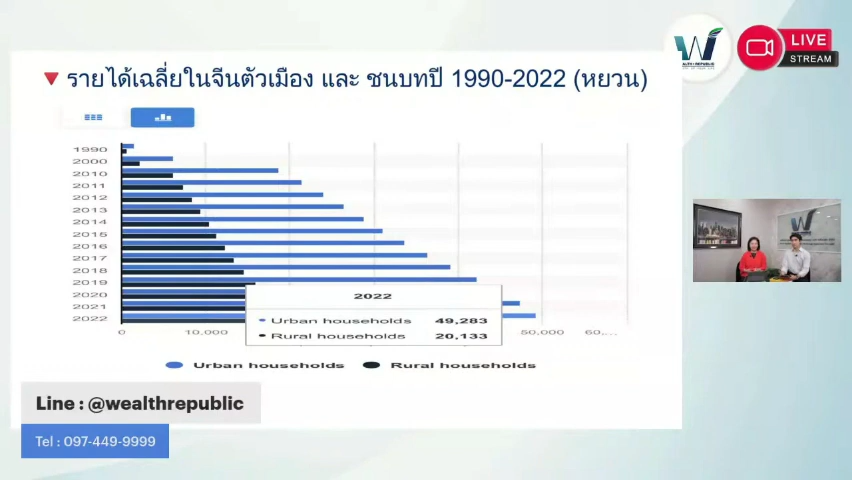 LIVE
STREAM
▼ รายได้เฉลี่ยในจีนตัวเมือง และ ชนบทปี 1990-2022 (หยวน)
1990
2000
2010
2011
2012
2013
2014
2015
2016
2017
2018
2019
2020
2021
2022
0 10,000 50,000 60,...
2022
Urban households 49,283
Rural households 20,133
Urban households Rural households
Line : @wealthrepublic
Tel : 097-449-9999